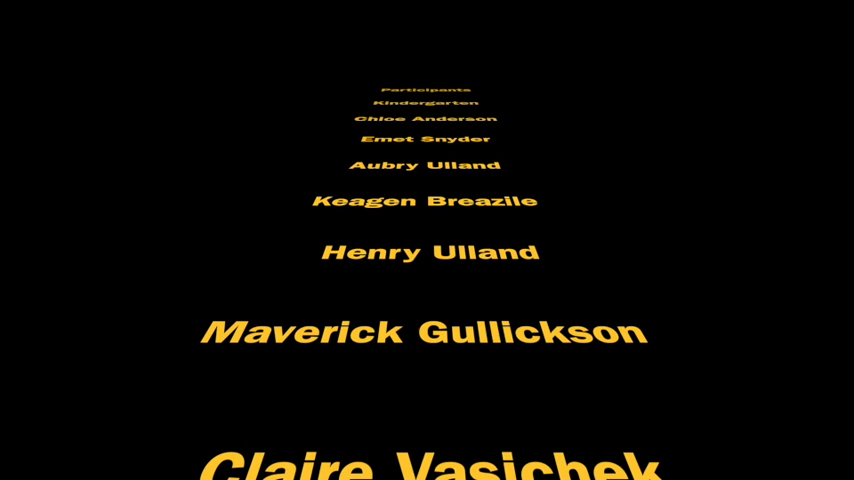 Participants
Kindergarten
Chloe Anderson
Emet Snyder
Aubry Ulland
Keagen Breazile
Henry Ulland
Maverick Gullickson
Claire Vasichek